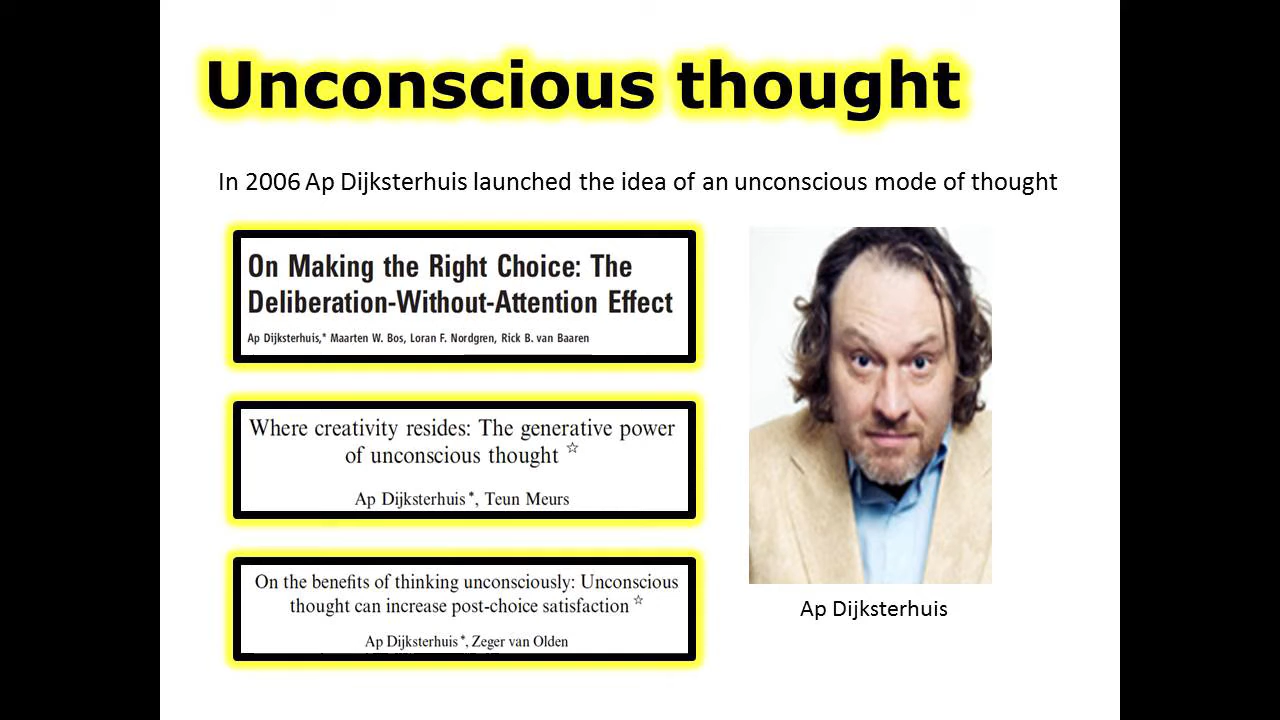 Unconscious thought
In 2006 Ap Dijksterhuis launched the idea of an unconscious mode of thought
On Making the Right Choice: The
Deliberation-Without-Attention Effect
Ap Dijksterhuis,* Maarten W. Bos, Loran F. Nordgren, Rick B. van Baaren
Where creativity resides: The generative power
of unconscious thought ☆
Ap Dijksterhuis *, Teun Meurs
On the benefits of thinking unconsciously: Unconscious
thought can increase post-choice satisfaction ☆
Ap Dijksterhuis *, Zeger van Olden
Ap Dijksterhuis